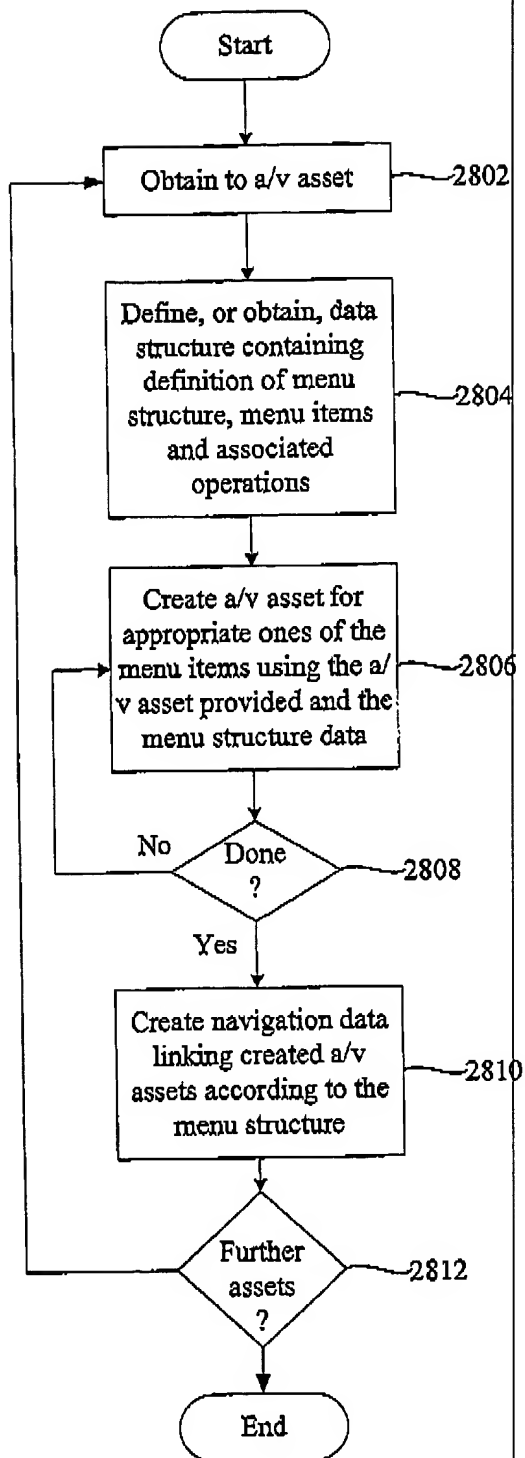 Start
Obtain to a/v asset
2802
Define, or obtain, data
structure containing
definition of menu
structure, menu items
and associated
operations
2804
Create a/v asset for
appropriate ones of the
menu items using the a/
v asset provided and the
menu structure data
2806
No
Done
?
2808
Yes
Create navigation data
linking created a/v
assets according to the
menu structure
2810
Further
assets
?
2812
End